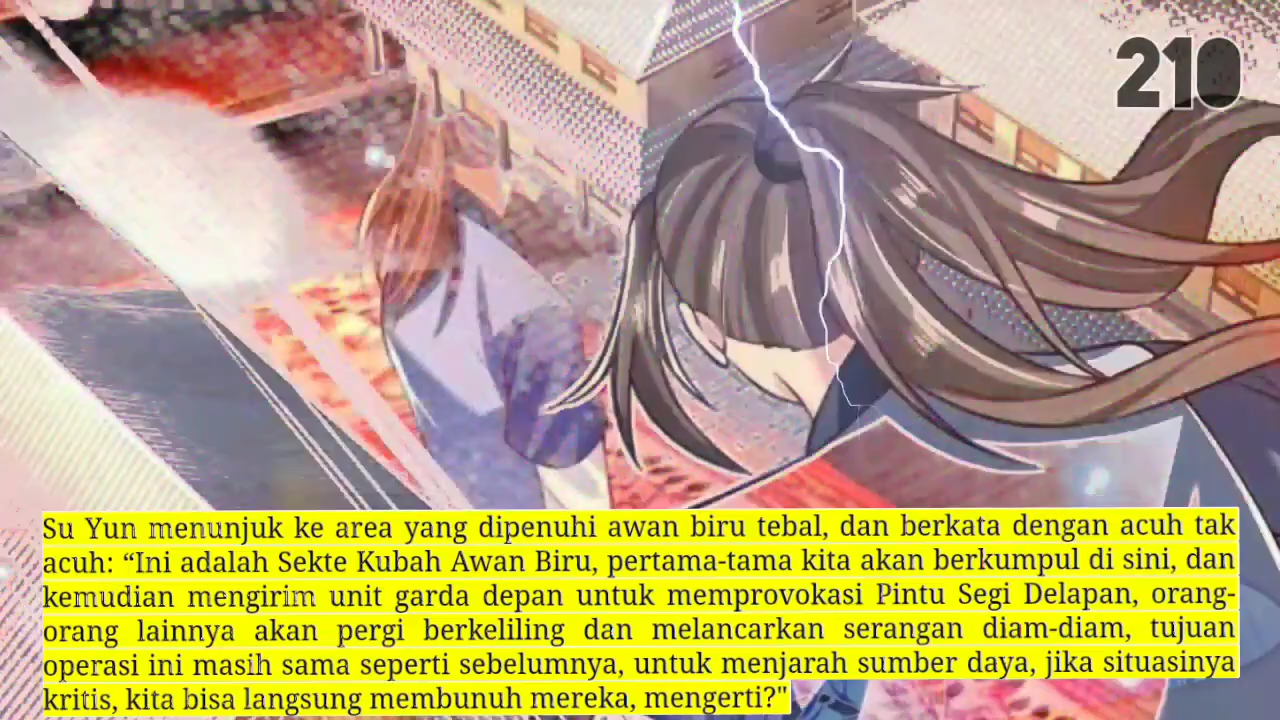 210
Su Yun menunjuk ke area yang dipenuhi awan biru tebal, dan berkata dengan acuh tak
acuh: “Ini adalah Sekte Kubah Awan Biru, pertama-tama kita akan berkumpul di sini, dan
kemudian mengirim unit garda depan untuk memprovokasi Pintu Segi Delapan, orang-
orang lainnya akan pergi berkeliling dan melancarkan serangan diam-diam, tujuan
operasi ini masih sama seperti sebelumnya, untuk menjarah sumber daya, jika situasinya
kritis, kita bisa langsung membunuh mereka, mengerti?"